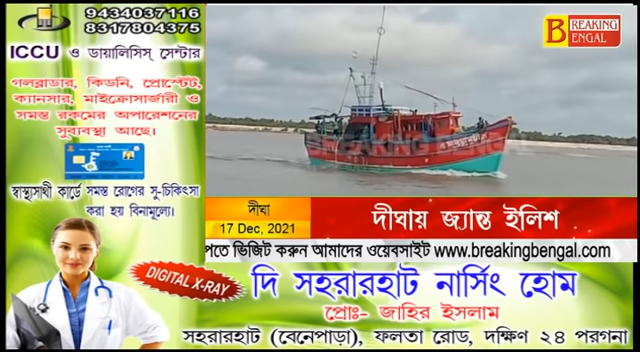 9434037116
8317804375
ICCU ও ডায়ালিসিস্ সেন্টার
গলব্লাডার, কিডনি, প্রোস্টেট,
ক্যানসার, মাইক্রোসার্জারী ও
সমস্ত রকমের অপারেশনের
সুব্যবস্থা আছে।
স্বাস্থ্যসাথী কার্ডে সমস্ত রোগের সু-চিকিৎসা
করা হয় বিনামূল্যে।
BREAKING
BENGAL
BREAKING BENGAL
দীঘা
17 Dec, 2021
দীঘায় জ্যান্ত ইলিশ
পতে ভিজিট করুন আমাদের ওয়েবসাইট www.breakingbengal.com
DIGITAL X-RAY
দি সহরারহাট নার্সিং হোম
প্রোঃ- জাহির ইসলাম
সহরারহাট (বেনেপাড়া), ফলতা রোড, দক্ষিণ ২৪ পরগনা